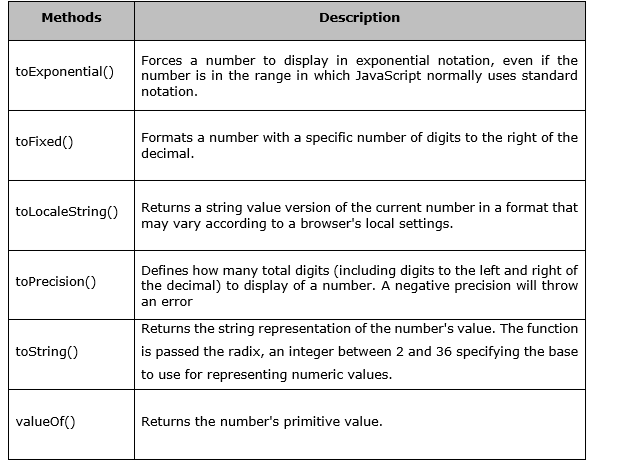 Methods Description
toExponential() Forces a number to display in exponential notation, even if the
number is in the range in which JavaScript normally uses standard
notation.
toFixed() Formats a number with a specific number of digits to the right of the
decimal.
toLocaleString() Returns a string value version of the current number in a format that
may vary according to a browser's local settings.
toPrecision() Defines how many total digits (including digits to the left and right of
the decimal) to display of a number. A negative precision will throw
an error
toString() Returns the string representation of the number's value. The function
is passed the radix, an integer between 2 and 36 specifying the base
to use for representing numeric values.
valueOf() Returns the number's primitive value.